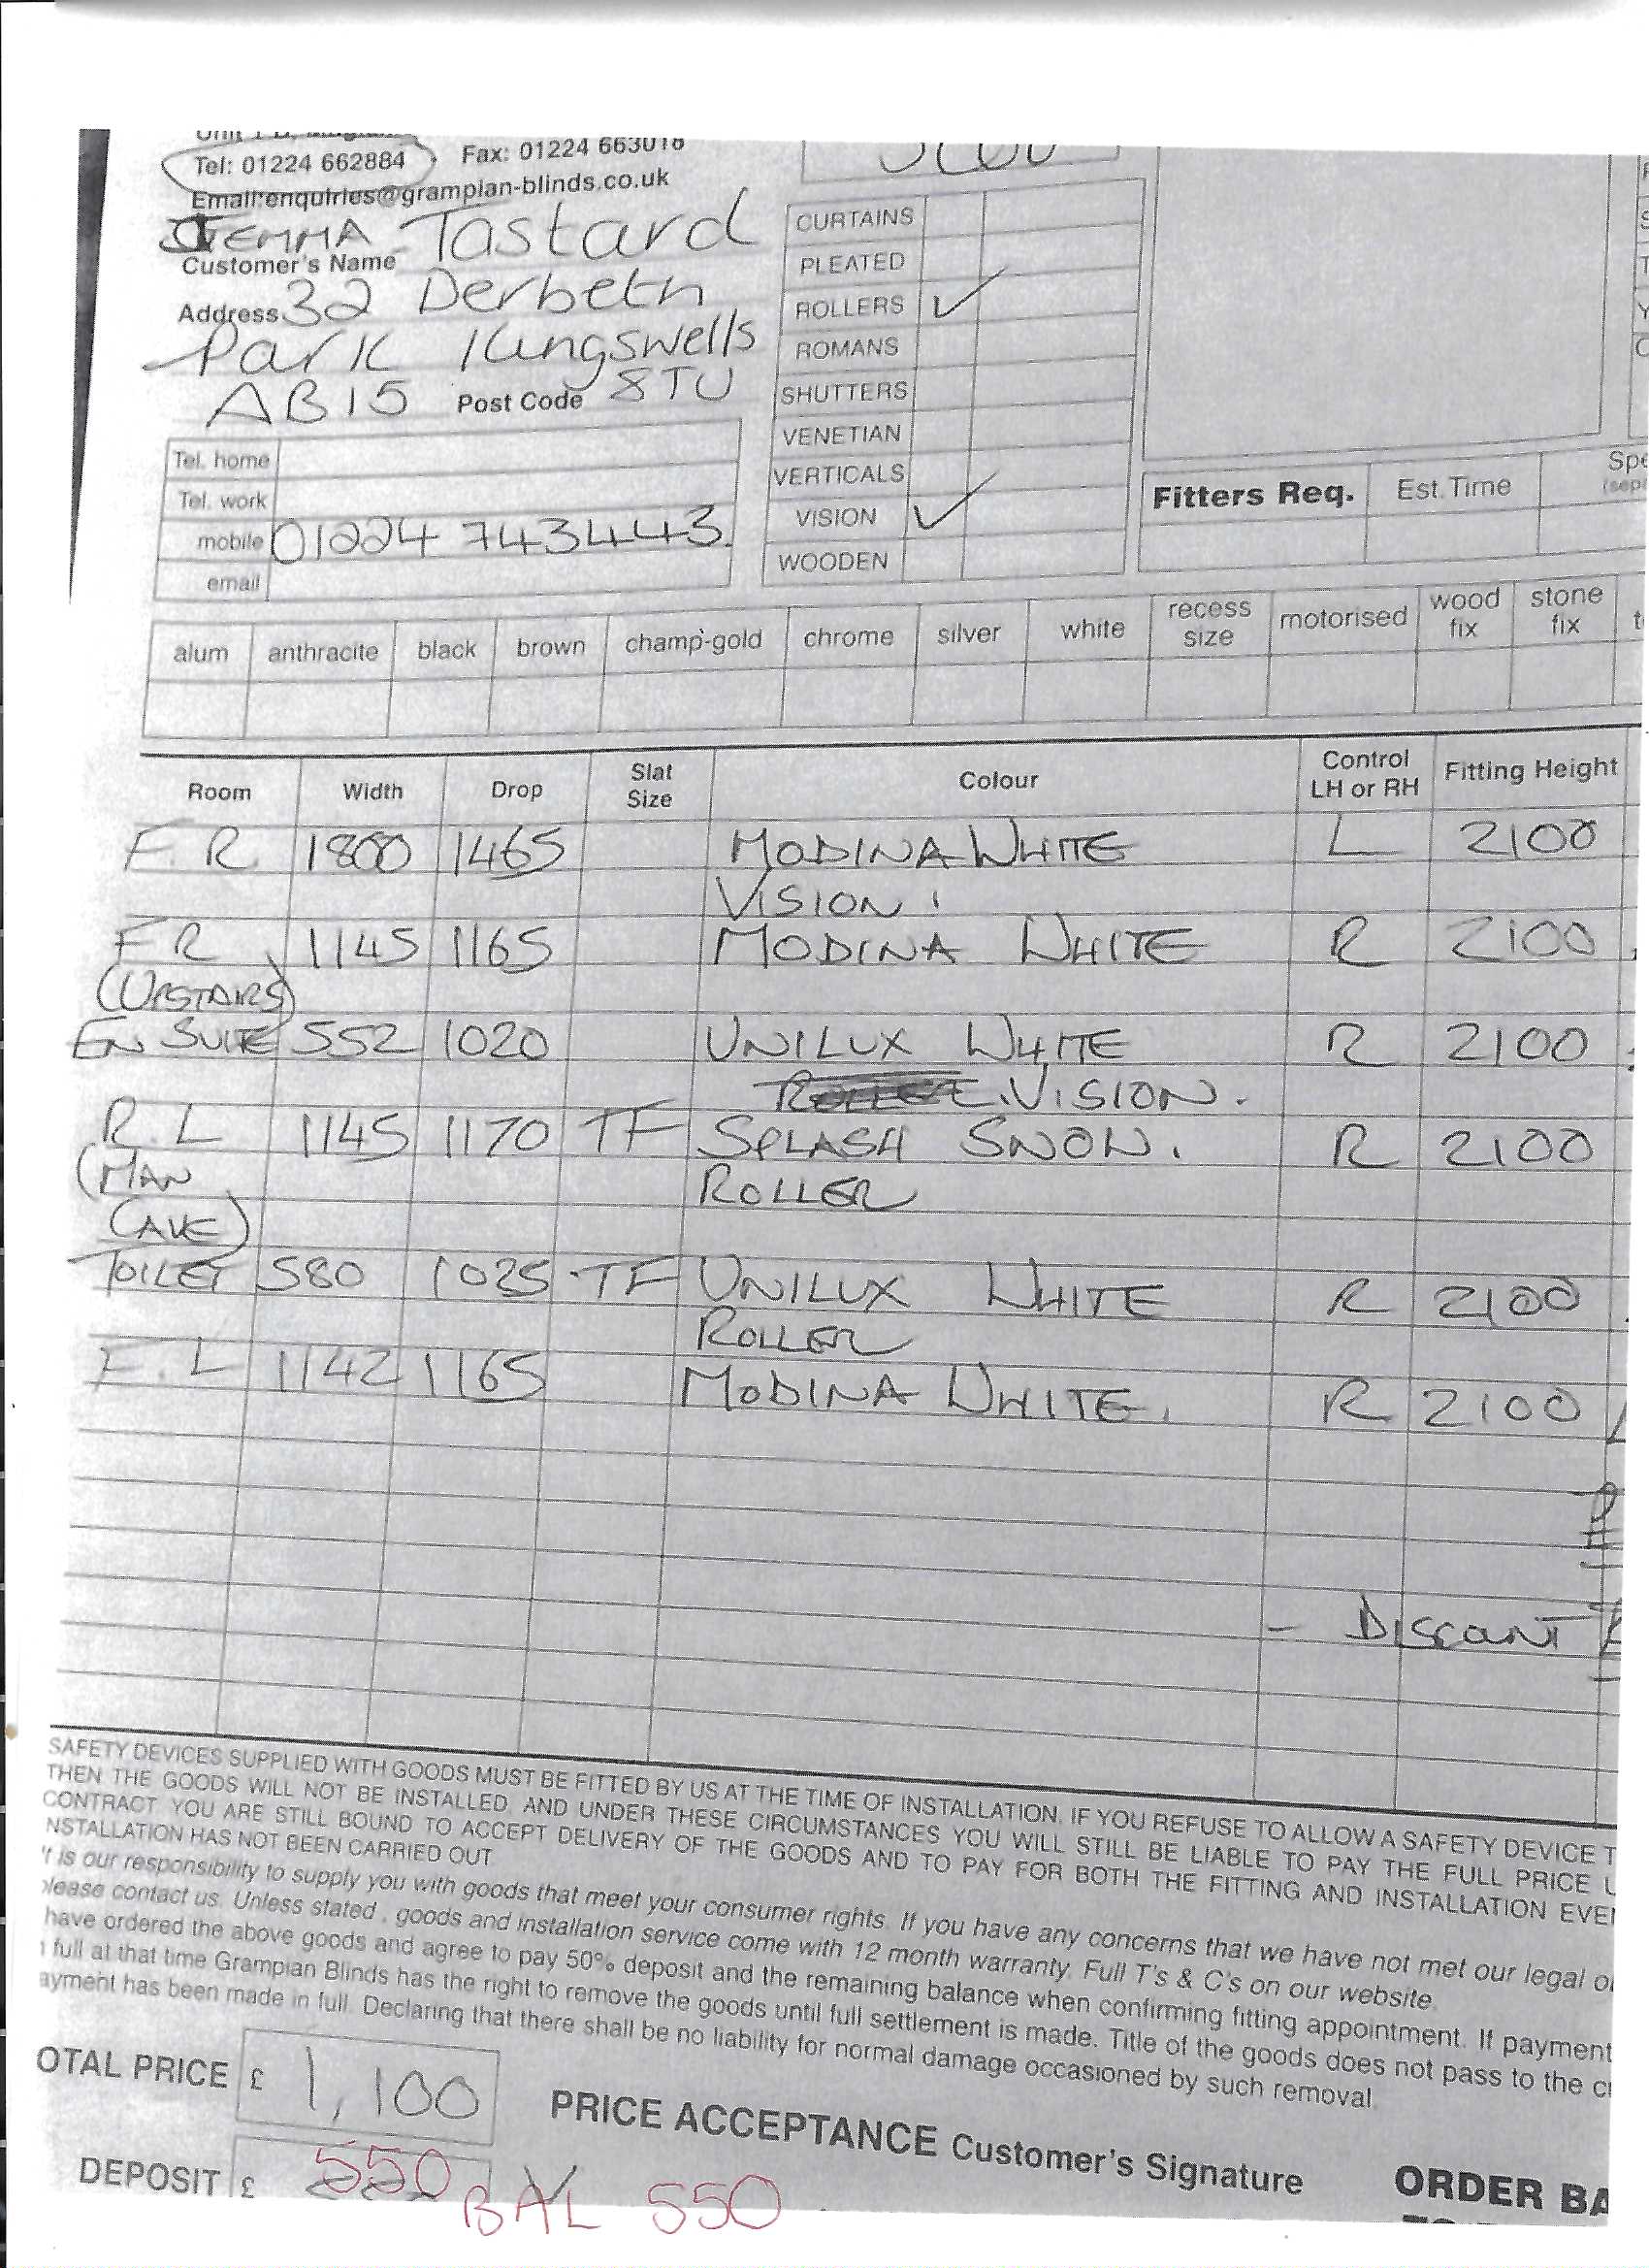 Tel: 01224 662884 Fax: 01224 663018
Email:enquiries@grampian-blinds.co.uk
JEMMA Tastard
Customer's Name
Address 32 Derbeth
Park Kingswells
AB15 Post Code 8TU
Tel. home
Tel. work
mobile 01224 743443
email
CURTAINS
PLEATED
ROLLERS ✓
ROMANS
SHUTTERS
VENETIAN
VERTICALS
VISION ✓
WOODEN
Fitters Req. Est. Time
alum anthracite black brown champ-gold chrome silver white recess size motorised wood fix stone fix
Room Width Drop Slat Size Colour Control LH or RH Fitting Height
F.R 1800 1465 MODINA WHITE L 2100
VISION
FR 1145 1165 MODINA WHITE R 2100
(UPSTAIRS)
EN SUITE 552 1020 UNILUX WHITE R 2100
VISION.
R.L 1145 1170 TF SPLASH SNOW. R 2100
(MAN ROLLER
CAVE)
TOILET 580 1025 TF UNILUX WHITE R 2100
ROLLER
F.L 1142 1165 MODINA WHITE. R 2100
- DISCOUNT
SAFETY DEVICES SUPPLIED WITH GOODS MUST BE FITTED BY US AT THE TIME OF INSTALLATION. IF YOU REFUSE TO ALLOW A SAFETY DEVICE T
THEN THE GOODS WILL NOT BE INSTALLED, AND UNDER THESE CIRCUMSTANCES YOU WILL STILL BE LIABLE TO PAY THE FULL PRICE U
CONTRACT. YOU ARE STILL BOUND TO ACCEPT DELIVERY OF THE GOODS AND TO PAY FOR BOTH THE FITTING AND INSTALLATION EVE
NSTALLATION HAS NOT BEEN CARRIED OUT
't is our responsibility to supply you with goods that meet your consumer rights. If you have any concerns that we have not met our legal o
please contact us. Unless stated, goods and installation service come with 12 month warranty. Full T's & C's on our website.
have ordered the above goods and agree to pay 50% deposit and the remaining balance when confirming fitting appointment. If payment
n full at that time Grampian Blinds has the right to remove the goods until full settlement is made. Title of the goods does not pass to the c
ayment has been made in full. Declaring that there shall be no liability for normal damage occasioned by such removal.
OTAL PRICE £ 1,100
PRICE ACCEPTANCE Customer's Signature
DEPOSIT £ 550 BAL 550
ORDER BA